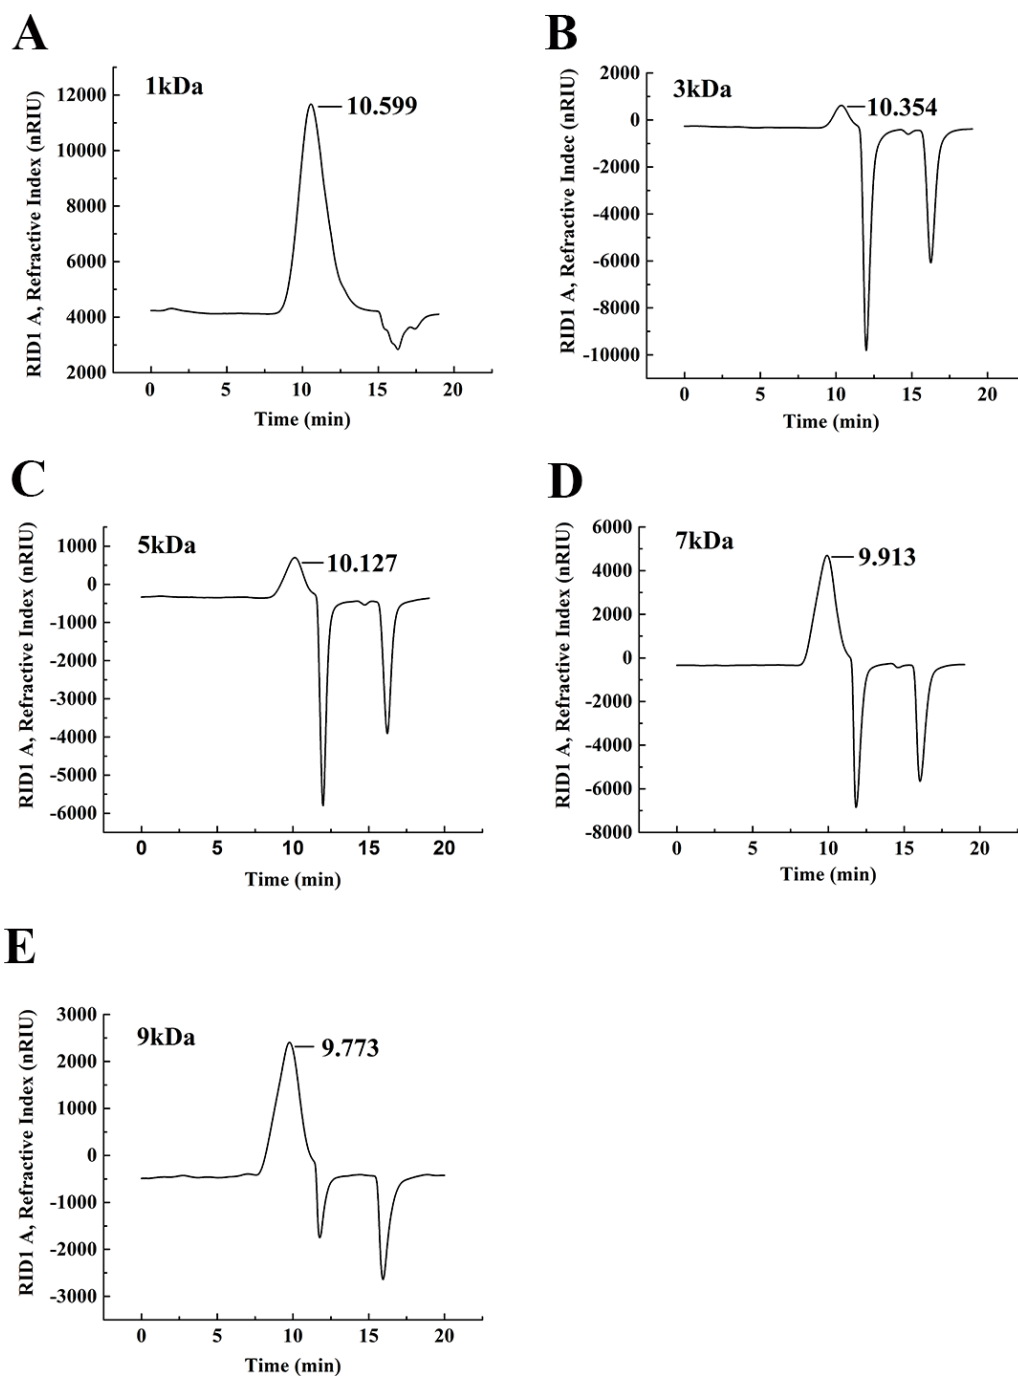 A
1kDa
10.599
12000
10000
8000
6000
4000
2000
RID1 A, Refractive Index (nRIU)
0 5 10 15 20
Time (min)
B
3kDa
10.354
2000
0
-2000
-4000
-6000
-8000
-10000
RID1 A, Refractive Indec (nRIU)
0 5 10 15 20
Time (min)
C
5kDa
10.127
1000
0
-1000
-2000
-3000
-4000
-5000
-6000
RID1 A, Refractive Index (nRIU)
0 5 10 15 20
Time (min)
D
7kDa
9.913
6000
4000
2000
0
-2000
-4000
-6000
-8000
RID1 A, Refractive Index (nRIU)
0 5 10 15 20
Time (min)
E
9kDa
9.773
3000
2000
1000
0
-1000
-2000
-3000
RID1 A, Refractive Index (nRIU)
0 5 10 15 20
Time (min)